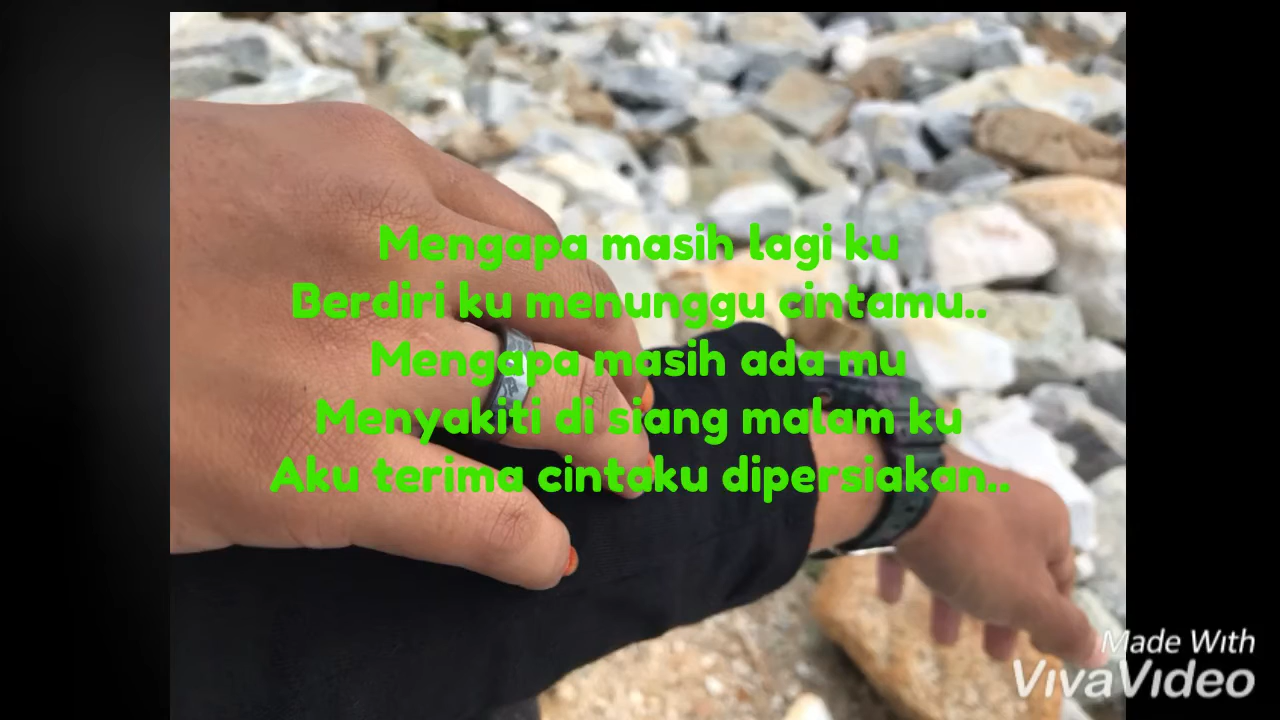 Mengapa masih lagi ku
Berdiri ku menunggu cintamu..
Mengapa masih ada mu
Menyakiti di siang malam ku
Aku terima cintaku dipersiakan..
Made With
VivaVideo